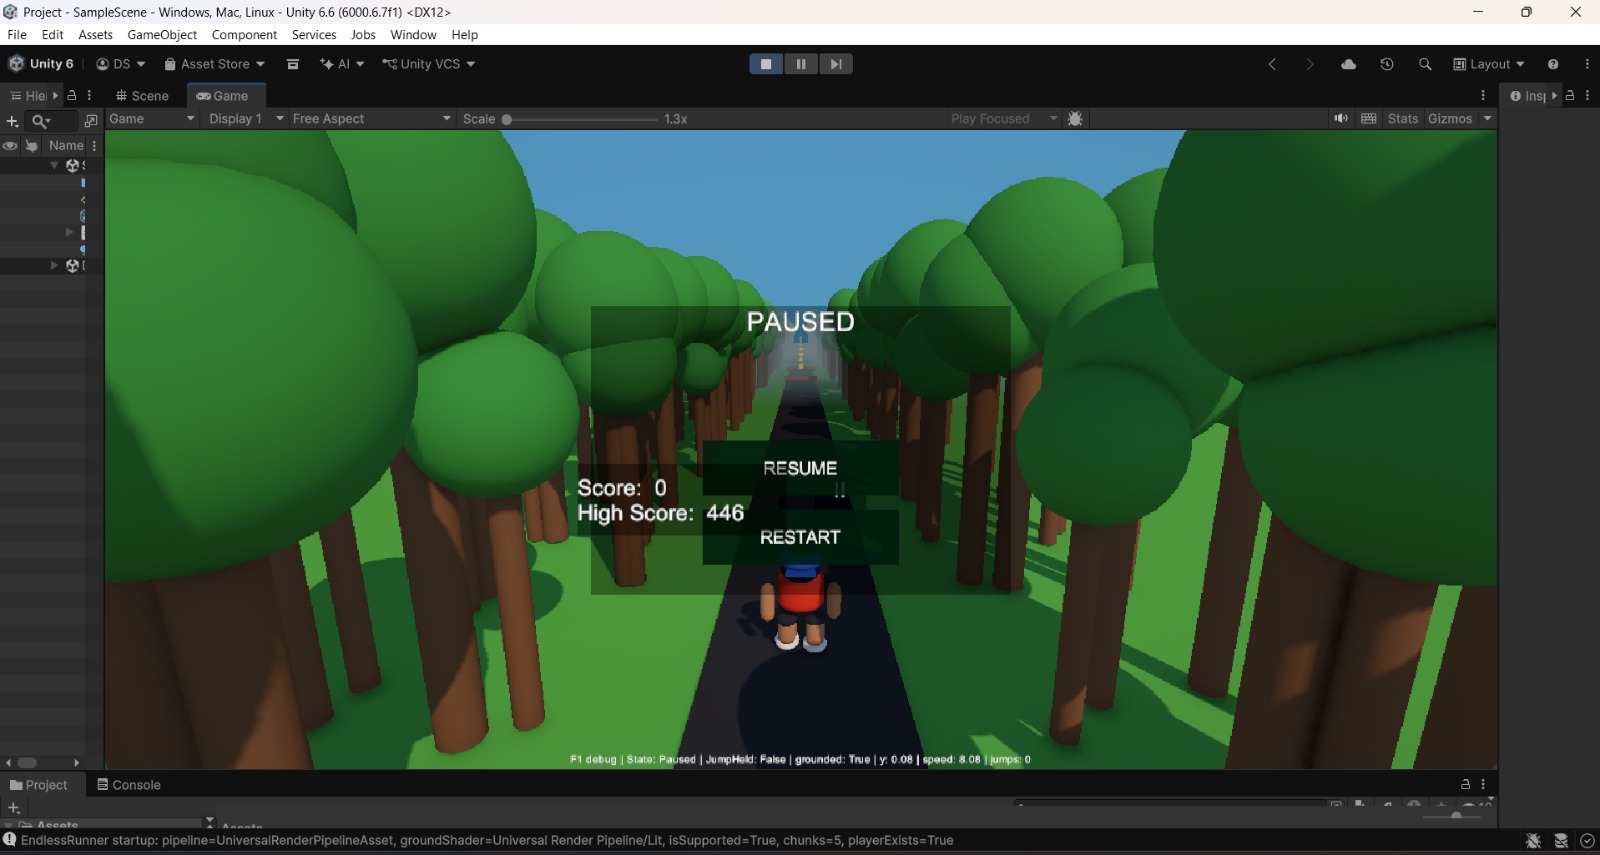 Project - SampleScene - Windows, Mac, Linux - Unity 6.6 (6000.6.7f1) <DX12>
File Edit Assets GameObject Component Services Jobs Window Help
Unity 6 DS Asset Store AI Unity VCS Layout
Hie Scene Game Insp
Game Display 1 Free Aspect Scale 1.3x Play Focused Stats Gizmos
Name
PAUSED
RESUME
Score: 0
High Score: 446
RESTART
F1 debug | State: Paused | JumpHeld: False | grounded: True | y: 0.08 | speed: 8.08 | jumps: 0
Project Console
Assets Assets
EndlessRunner startup: pipeline=UniversalRenderPipelineAsset, groundShader=Universal Render Pipeline/Lit, isSupported=True, chunks=5, playerExists=True